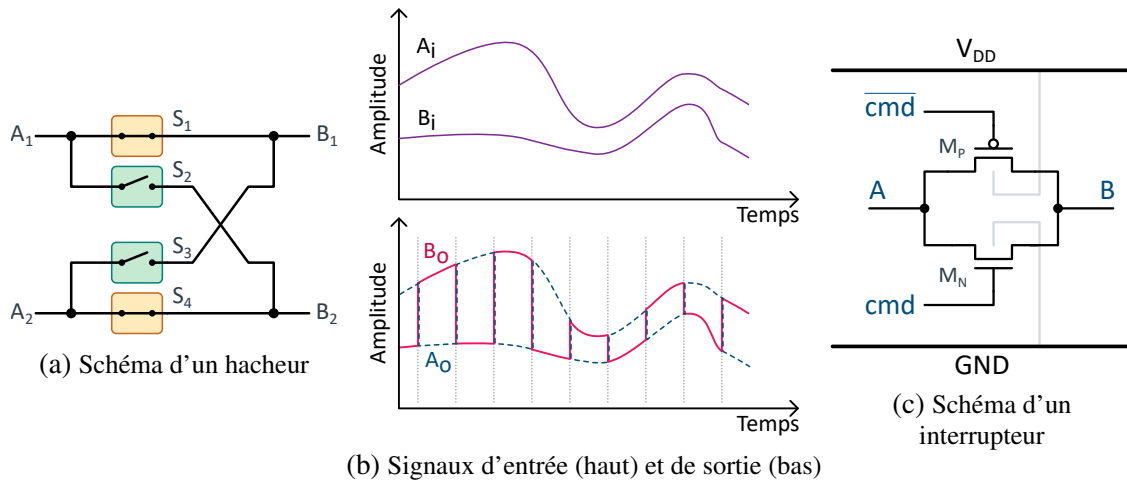 A1
S1
B1
S2
S3
A2
S4
B2
(a) Schéma d'un hacheur
Amplitude
Ai
Bi
Temps
Amplitude
Bo
Ao
Temps
(b) Signaux d'entrée (haut) et de sortie (bas)
VDD
cmd
MP
A
B
MN
cmd
GND
(c) Schéma d'un
interrupteur